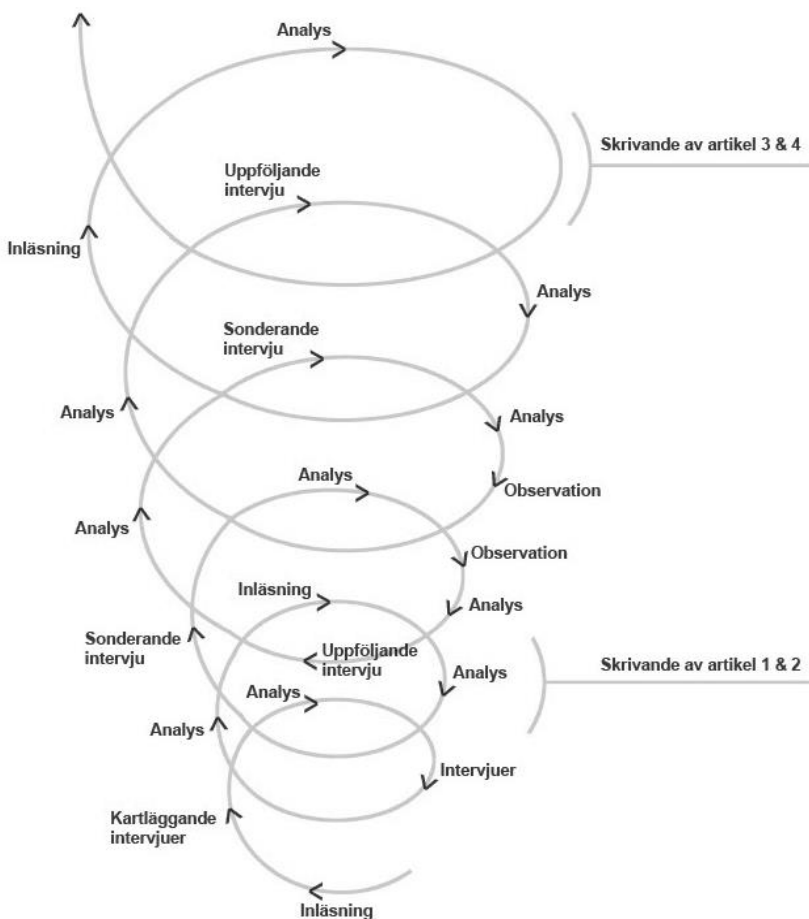 Analys
Skrivande av artikel 3 & 4
Uppföljande
intervju
Inläsning
Analys
Sonderande
intervju
Analys
Analys
Analys
Observation
Analys
Observation
Inläsning
Analys
Sonderande
intervju
Uppföljande
intervju
Analys
Skrivande av artikel 1 & 2
Analys
Analys
Intervjuer
Kartläggande
intervjuer
Inläsning